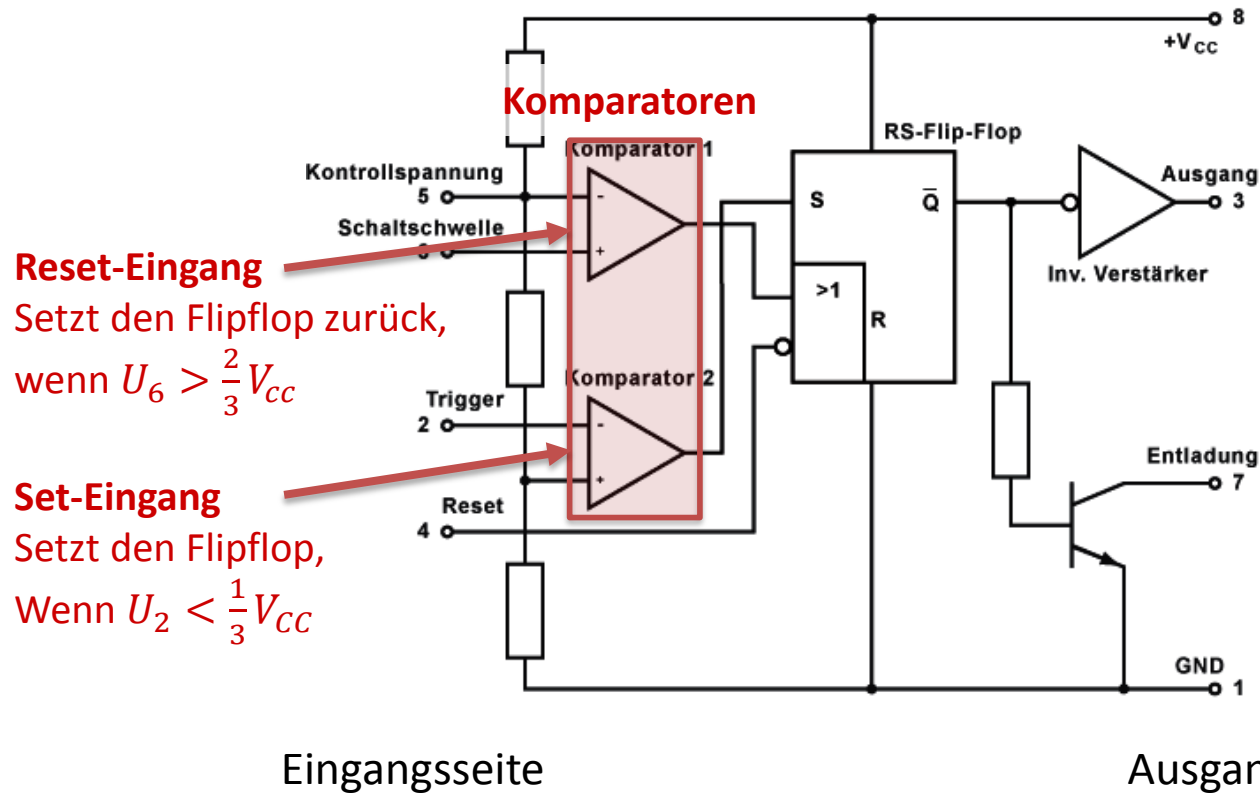 8
+VCC
Komparatoren
RS-Flip-Flop
Komparator 1
Kontrollspannung
5
-
S
Q̅
Ausgang
3
Schaltschwelle
+
Reset-Eingang
Setzt den Flipflop zurück,
wenn U₆ > 2/3 Vcc
>1
R
Inv. Verstärker
Komparator 2
Trigger
2
-
Entladung
7
Set-Eingang
Setzt den Flipflop,
Wenn U₂ < 1/3 VCC
+
Reset
4
GND
1
Eingangsseite